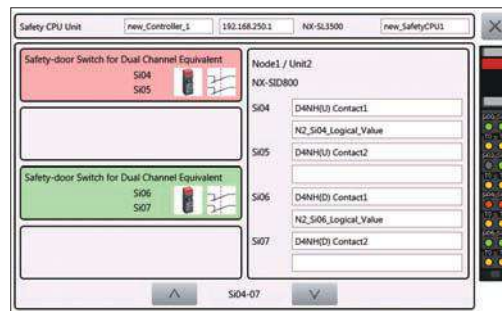 Safety CPU Unit new_Controller_1 192.168.250.1 NX-SL3500 new_SafetyCPU1
Safety-door Switch for Dual Channel Equivalent
Si04
Si05
Safety-door Switch for Dual Channel Equivalent
Si06
Si07
Node1 / Unit2
NX-SID800
Si04 D4NH(U) Contact1
N2_Si04_Logical_Value
Si05 D4NH(U) Contact2
Si06 D4NH(D) Contact1
N2_Si06_Logical_Value
Si07 D4NH(D) Contact2
Si04-07